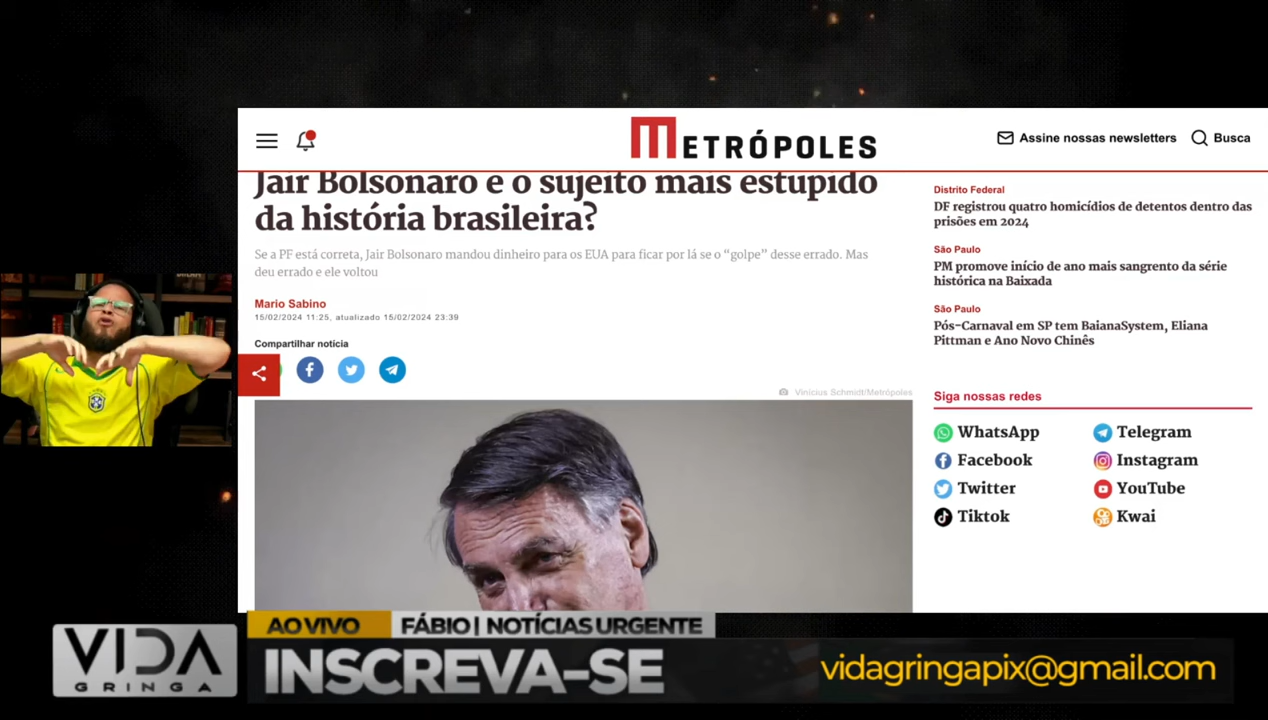 METRÓPOLES
Assine nossas newsletters
Busca
Jair Bolsonaro é o sujeito mais estúpido
da história brasileira?
Se a PF está correta, Jair Bolsonaro mandou dinheiro para os EUA para ficar por lá se o “golpe” desse errado. Mas
deu errado e ele voltou
Mario Sabino
15/02/2024 11:25, atualizado 15/02/2024 23:39
Compartilhar notícia
Vinícius Schmidt/Metrópoles
Distrito Federal
DF registrou quatro homicídios de detentos dentro das
prisões em 2024
São Paulo
PM promove início de ano mais sangrento da série
histórica na Baixada
São Paulo
Pós-Carnaval em SP tem BaianaSystem, Eliana
Pittman e Ano Novo Chinês
Siga nossas redes
WhatsApp
Telegram
Facebook
Instagram
Twitter
YouTube
Tiktok
Kwai
VIDA
GRINGA
AO VIVO
FÁBIO | NOTÍCIAS URGENTE
INSCREVA-SE
vidagringapix@gmail.com